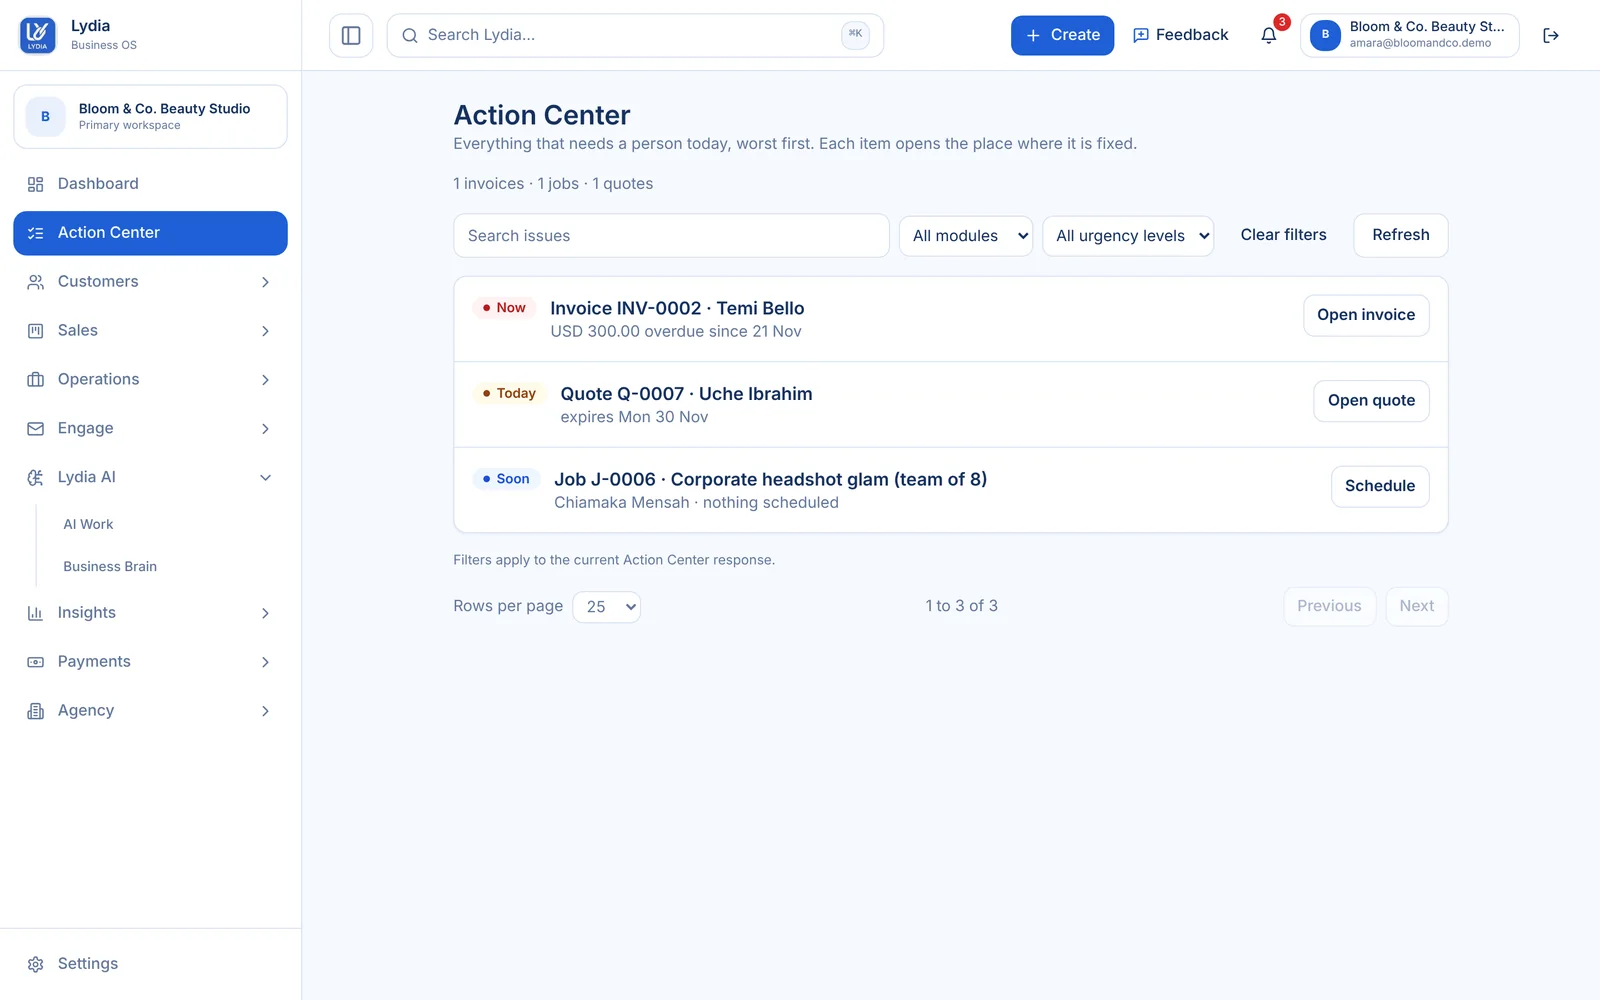 LYDIA
Lydia
Business OS
Search Lydia...
⌘K
Create
Feedback
3
B
Bloom & Co. Beauty St...
amara@bloomandco.demo
B
Bloom & Co. Beauty Studio
Primary workspace
Dashboard
Action Center
Customers
Sales
Operations
Engage
Lydia AI
AI Work
Business Brain
Insights
Payments
Agency
Settings
Action Center
Everything that needs a person today, worst first. Each item opens the place where it is fixed.
1 invoices · 1 jobs · 1 quotes
Search issues
All modules
All urgency levels
Clear filters
Refresh
Now
Invoice INV-0002 · Temi Bello
USD 300.00 overdue since 21 Nov
Open invoice
Today
Quote Q-0007 · Uche Ibrahim
expires Mon 30 Nov
Open quote
Soon
Job J-0006 · Corporate headshot glam (team of 8)
Chiamaka Mensah · nothing scheduled
Schedule
Filters apply to the current Action Center response.
Rows per page
25
1 to 3 of 3
Previous
Next